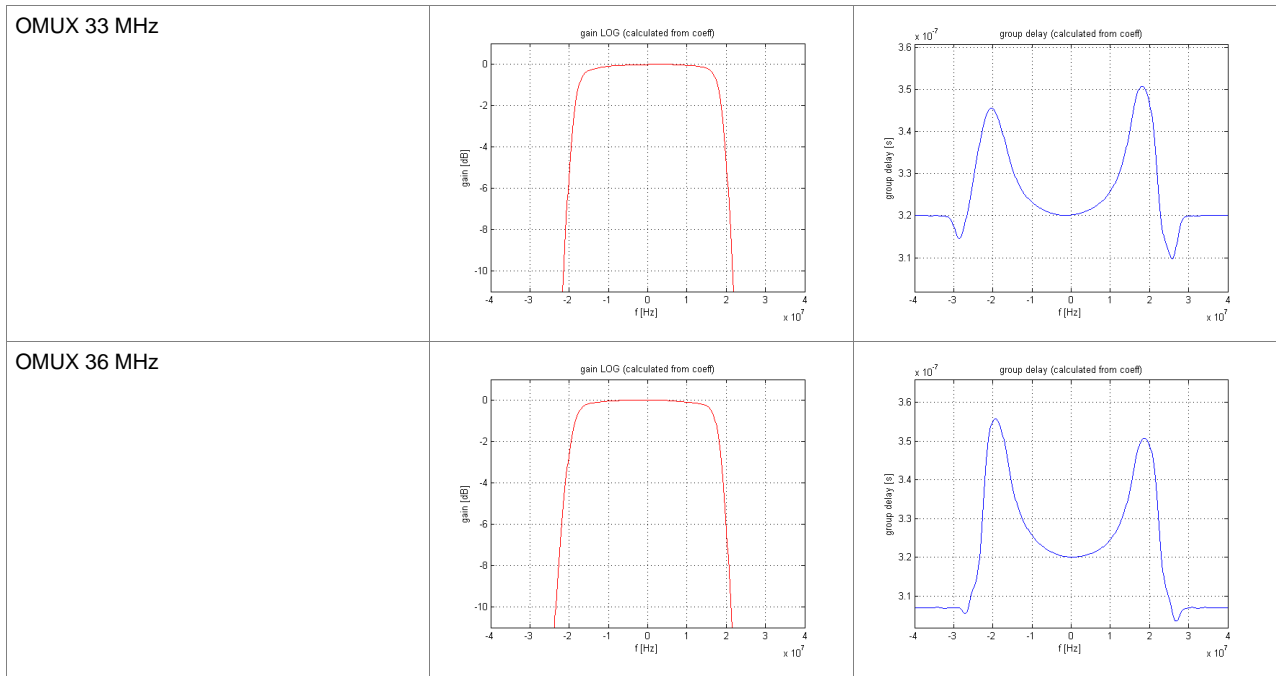 OMUX 33 MHz
gain LOG (calculated from coeff)
gain [dB]
0
-2
-4
-6
-8
-10
-4 -3 -2 -1 0 1 2 3 4
f [Hz]
x 10^7
group delay (calculated from coeff)
x 10^-7
group delay [s]
3.6
3.5
3.4
3.3
3.2
3.1
-4 -3 -2 -1 0 1 2 3 4
f [Hz]
x 10^7
OMUX 36 MHz
gain LOG (calculated from coeff)
gain [dB]
0
-2
-4
-6
-8
-10
-4 -3 -2 -1 0 1 2 3 4
f [Hz]
x 10^7
group delay (calculated from coeff)
x 10^-7
group delay [s]
3.6
3.5
3.4
3.3
3.2
3.1
-4 -3 -2 -1 0 1 2 3 4
f [Hz]
x 10^7